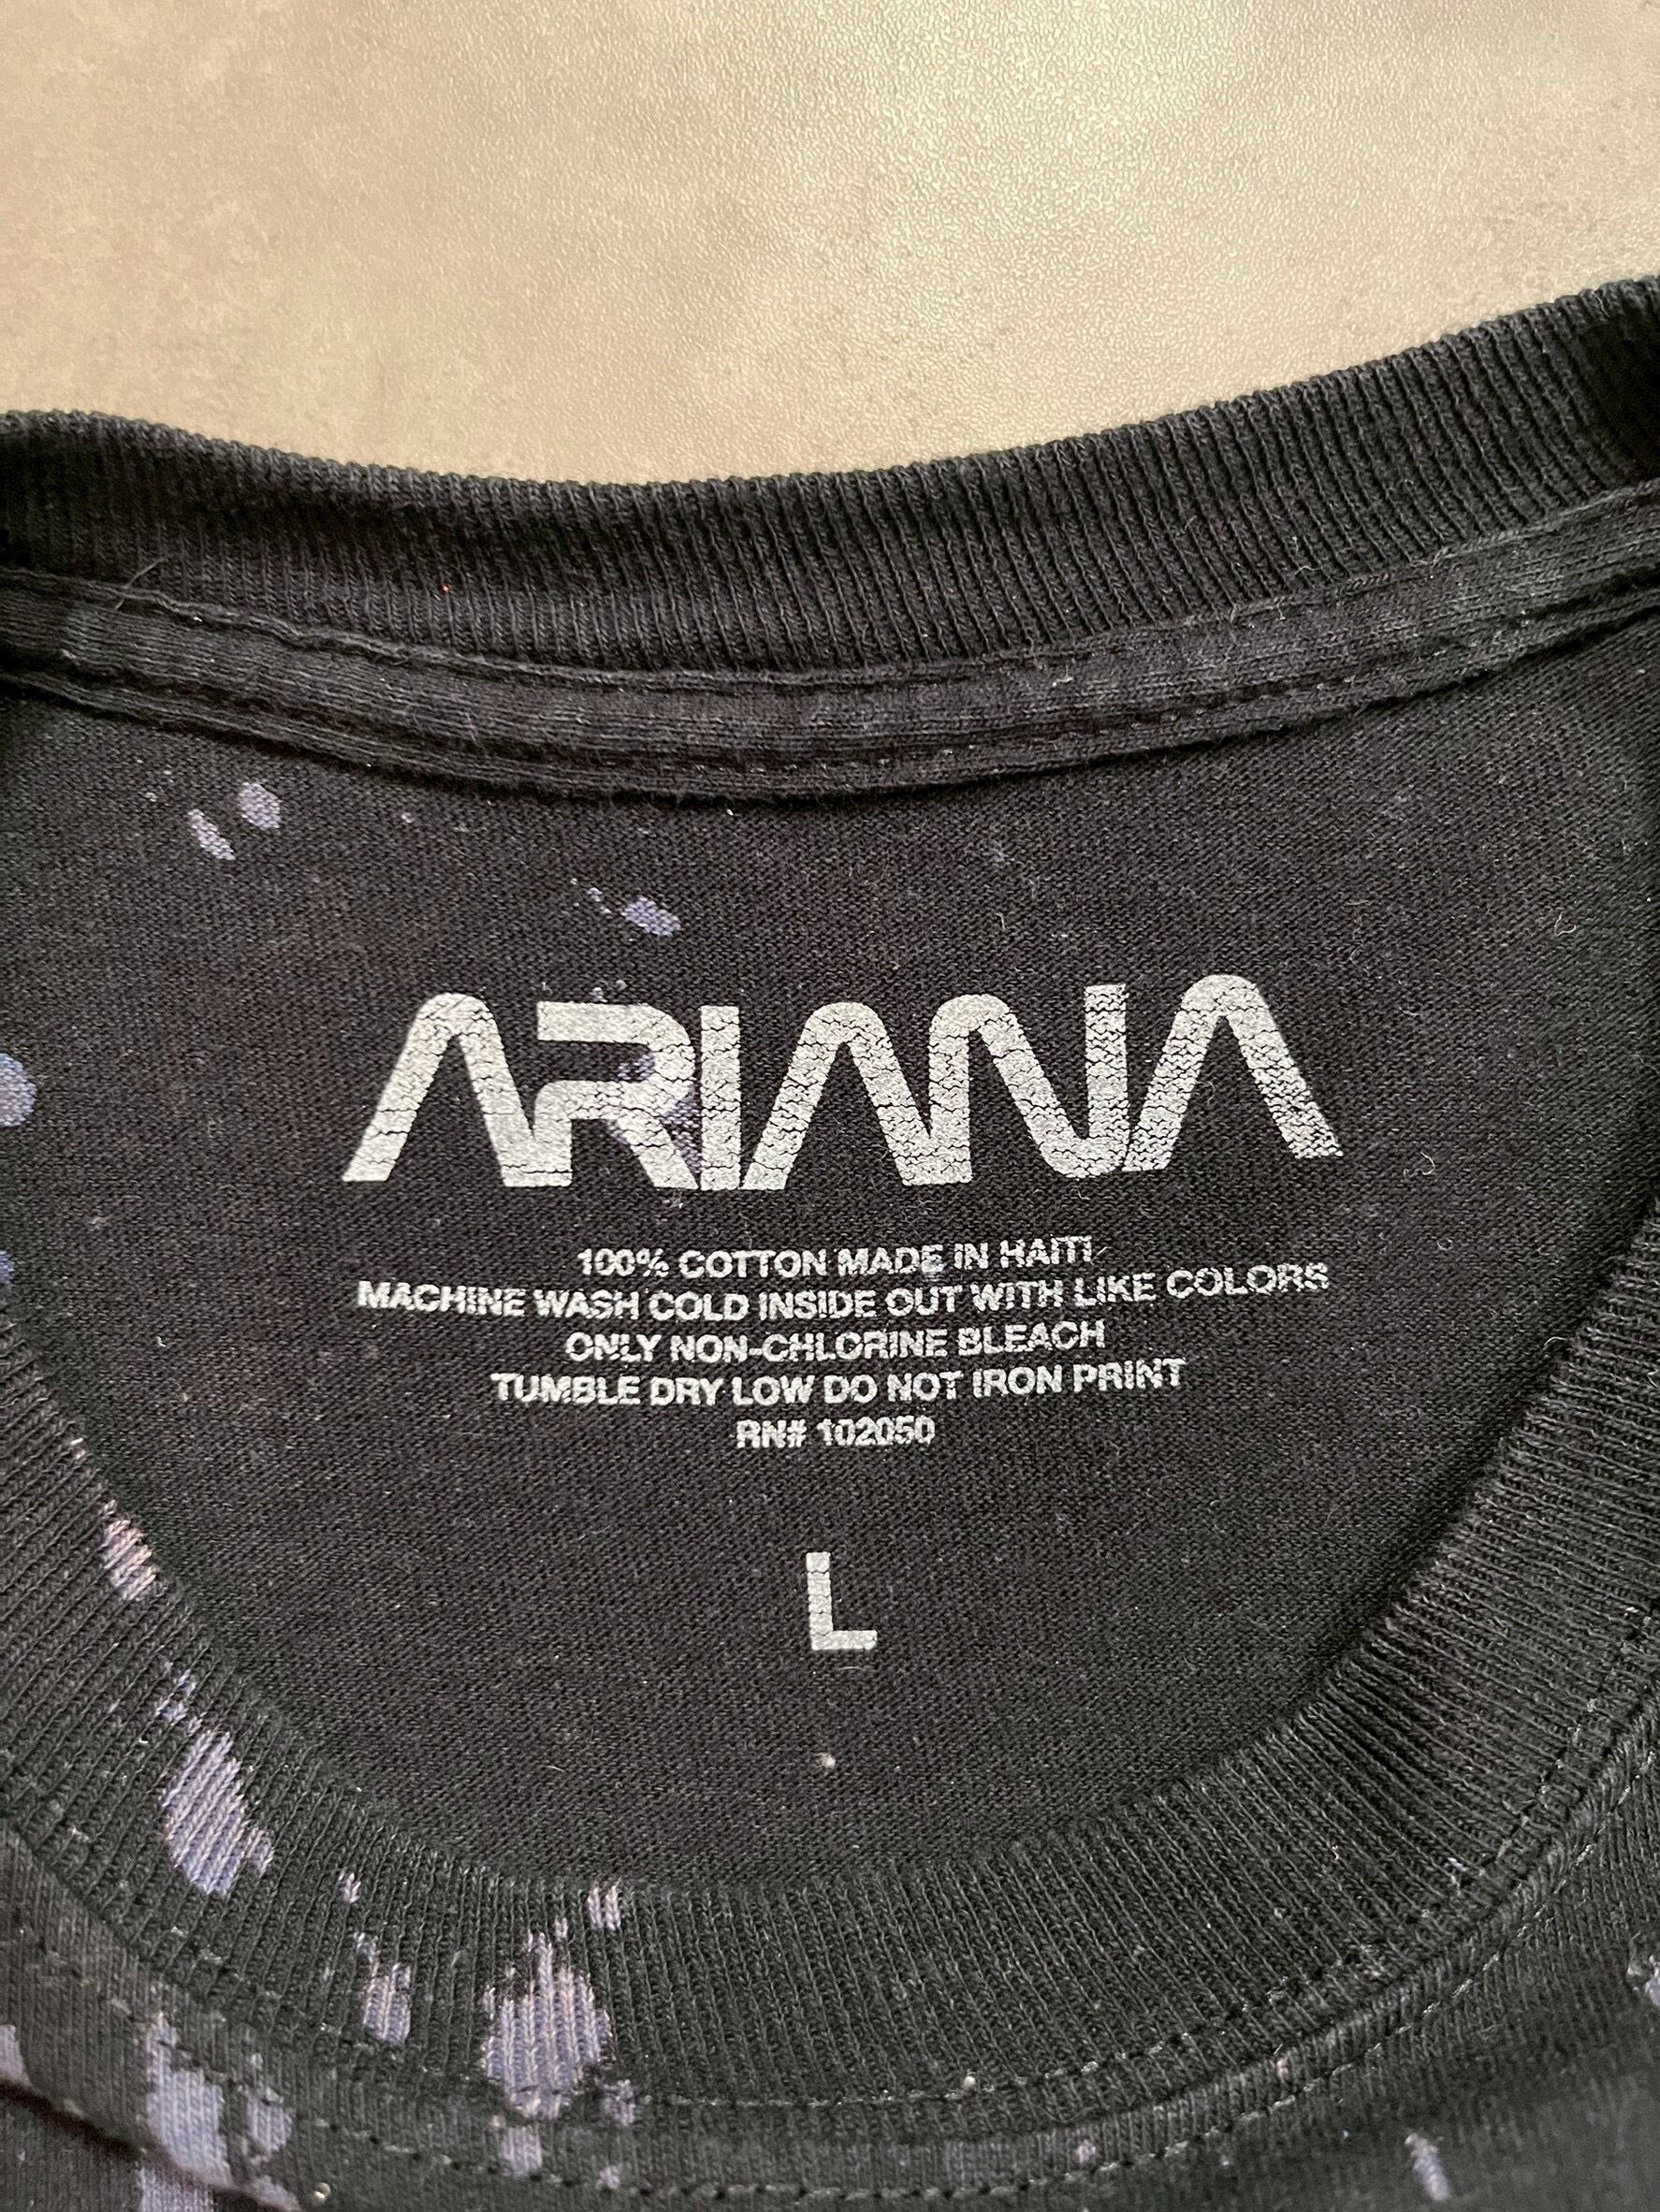 ARIANA
100% COTTON MADE IN HAITI
MACHINE WASH COLD INSIDE OUT WITH LIKE COLORS
ONLY NON-CHLORINE BLEACH
TUMBLE DRY LOW DO NOT IRON PRINT
RN# 102050
L